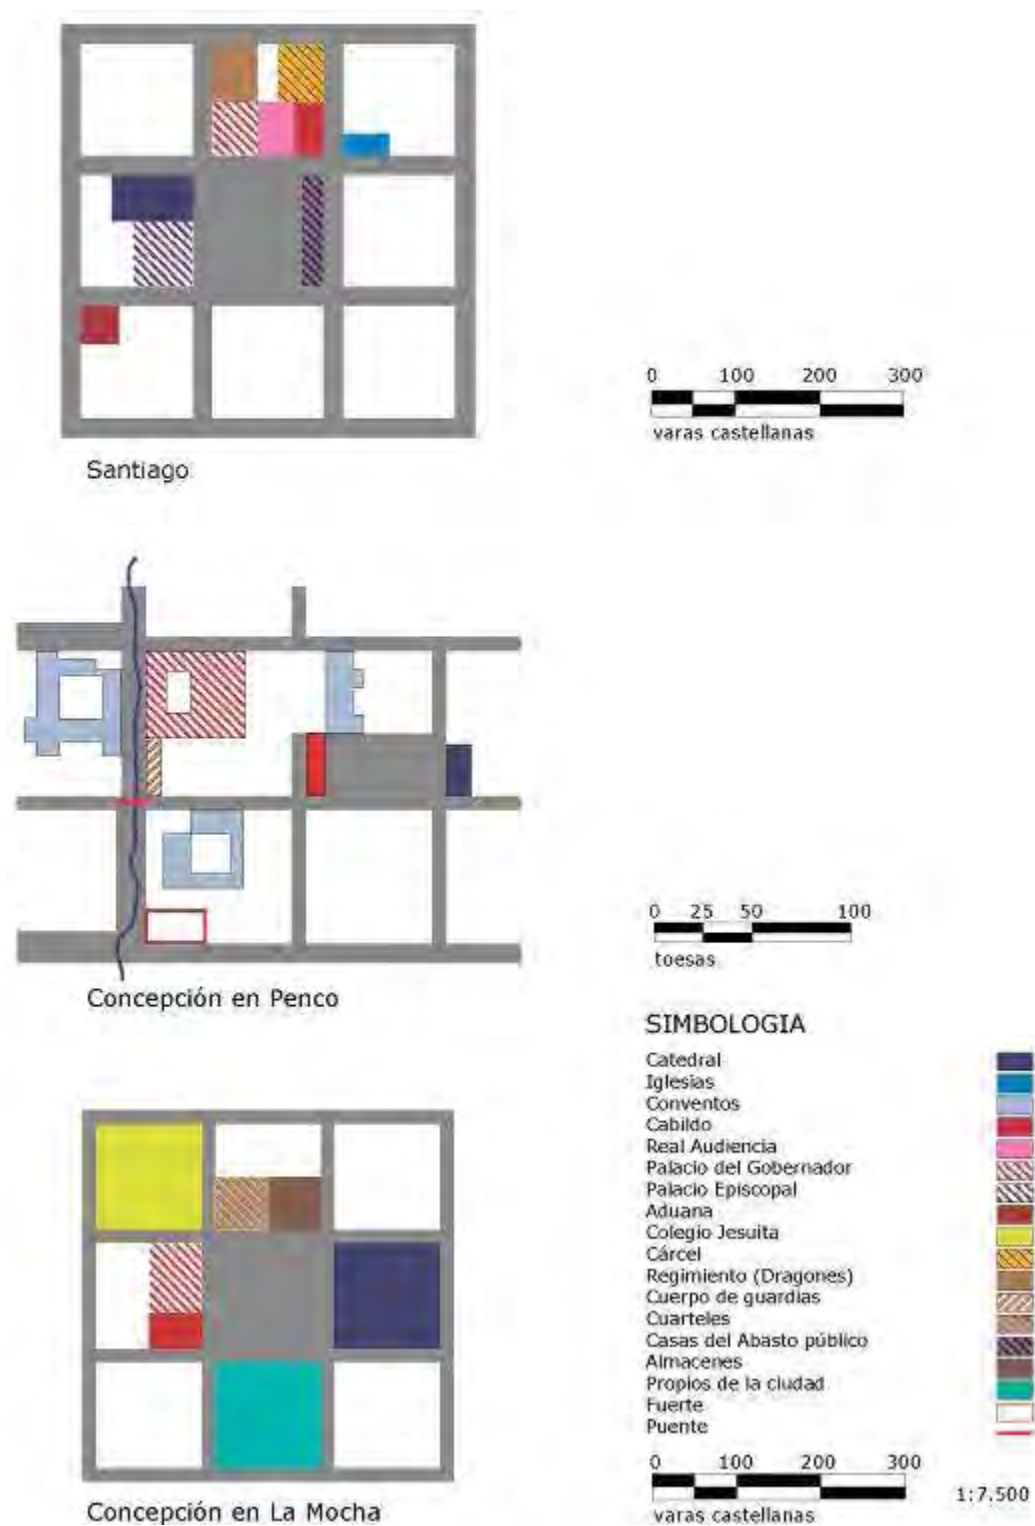 0 100 200 300
varas castellanas
Santiago
0 25 50 100
toesas
Concepción en Penco
SIMBOLOGIA
Catedral
Iglesias
Conventos
Cabildo
Real Audiencia
Palacio del Gobernador
Palacio Episcopal
Aduana
Colegio Jesuita
Cárcel
Regimiento (Dragones)
Cuerpo de guardias
Cuarteles
Casas del Abasto público
Almacenes
Propios de la ciudad
Fuerte
Puente
0 100 200 300
varas castellanas
1:7.500
Concepción en La Mocha